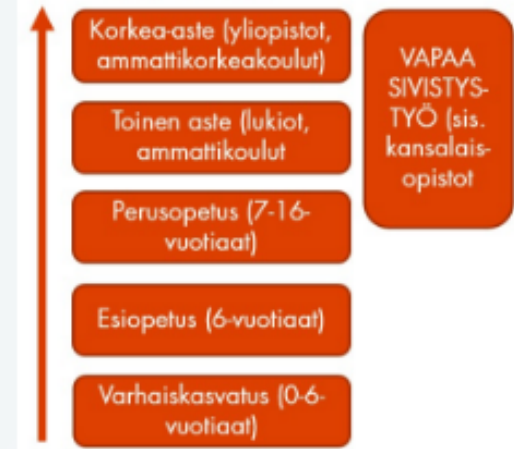 Korkea-aste (yliopistot,
ammattikorkeakoulut)
Toinen aste (lukiot,
ammattikoulut
Perusopetus (7-16-
vuotiaat)
Esiopetus (6-vuotiaat)
Varhaiskasvatus (0-6-
vuotiaat)
VAPAA
SIVISTYS-
TYÖ (sis.
kansalais-
opistot